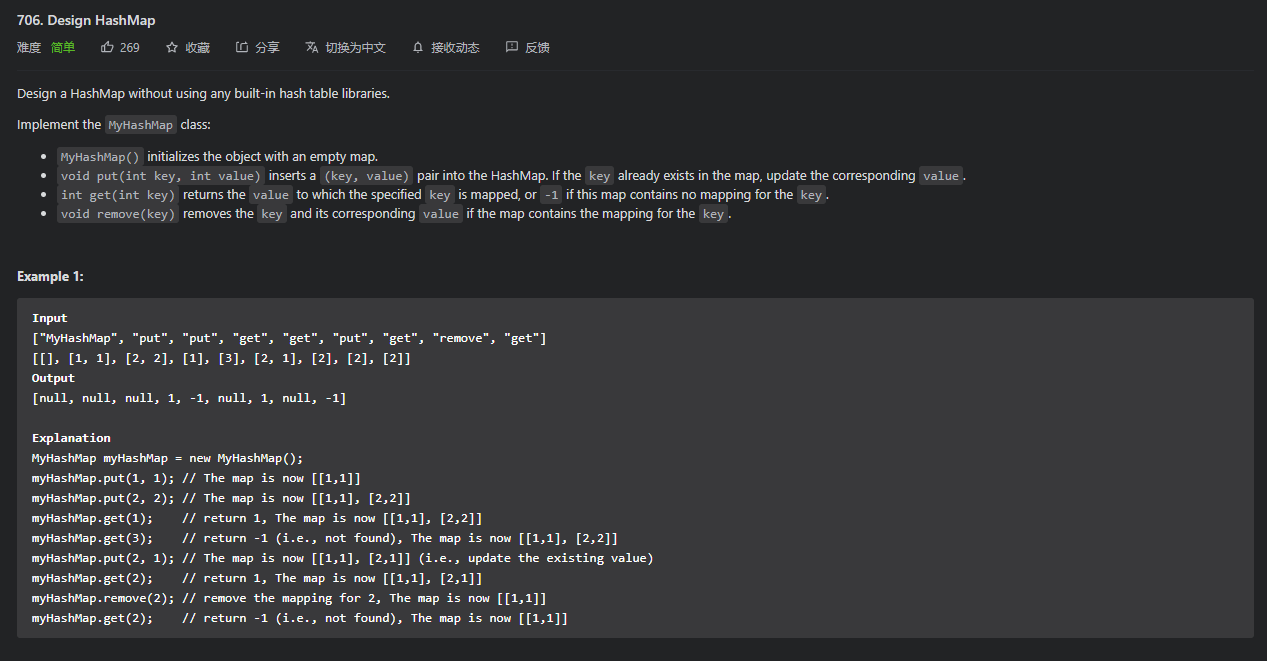 706. Design HashMap
难度 简单 269 收藏 分享 切换为中文 接收动态 反馈
Design a HashMap without using any built-in hash table libraries.
Implement the MyHashMap class:
• MyHashMap() initializes the object with an empty map.
• void put(int key, int value) inserts a (key, value) pair into the HashMap. If the key already exists in the map, update the corresponding value.
• int get(int key) returns the value to which the specified key is mapped, or -1 if this map contains no mapping for the key.
• void remove(key) removes the key and its corresponding value if the map contains the mapping for the key.
Example 1:
Input
["MyHashMap", "put", "put", "get", "get", "put", "get", "remove", "get"]
[[], [1, 1], [2, 2], [1], [3], [2, 1], [2], [2], [2]]
Output
[null, null, null, 1, -1, null, 1, null, -1]
Explanation
MyHashMap myHashMap = new MyHashMap();
myHashMap.put(1, 1); // The map is now [[1,1]]
myHashMap.put(2, 2); // The map is now [[1,1], [2,2]]
myHashMap.get(1);    // return 1, The map is now [[1,1], [2,2]]
myHashMap.get(3);    // return -1 (i.e., not found), The map is now [[1,1], [2,2]]
myHashMap.put(2, 1); // The map is now [[1,1], [2,1]] (i.e., update the existing value)
myHashMap.get(2);    // return 1, The map is now [[1,1], [2,1]]
myHashMap.remove(2); // remove the mapping for 2, The map is now [[1,1]]
myHashMap.get(2);    // return -1 (i.e., not found), The map is now [[1,1]]